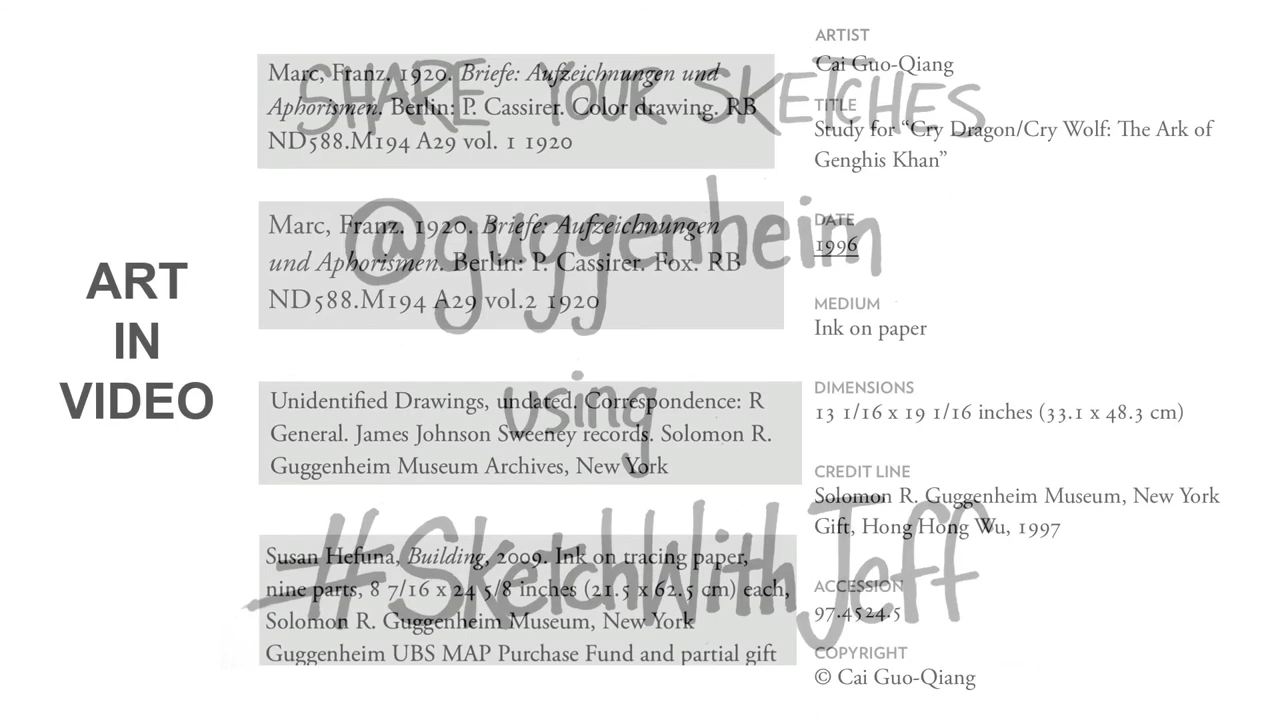 ART
IN
VIDEO
Marc, Franz. 1920. Briefe: Aufzeichnungen und
Aphorismen. Berlin: P. Cassirer. Color drawing. RB
ND588.M194 A29 vol. 1 1920
Marc, Franz. 1920. Briefe: Aufzeichnungen
und Aphorismen. Berlin: P. Cassirer. Fox. RB
ND588.M194 A29 vol.2 1920
Unidentified Drawings, undated. Correspondence: R
General. James Johnson Sweeney records. Solomon R.
Guggenheim Museum Archives, New York
Susan Hefuna, Building, 2009. Ink on tracing paper,
nine parts, 8 7/16 x 24 5/8 inches (21.5 x 62.5 cm) each,
Solomon R. Guggenheim Museum, New York
Guggenheim UBS MAP Purchase Fund and partial gift
ARTIST
Cai Guo-Qiang
TITLE
Study for “Cry Dragon/Cry Wolf: The Ark of
Genghis Khan”
DATE
1996
MEDIUM
Ink on paper
DIMENSIONS
13 1/16 x 19 1/16 inches (33.1 x 48.3 cm)
CREDIT LINE
Solomon R. Guggenheim Museum, New York
Gift, Hong Hong Wu, 1997
ACCESSION
97.4524.5
COPYRIGHT
© Cai Guo-Qiang
SHARE YOUR SKETCHES
@guggenheim
using
#SketchWithJeff